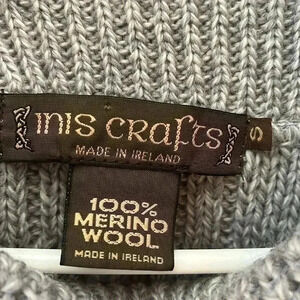 INIS CRAFTS
MADE IN IRELAND
S
100%
MERINO
WOOL
MADE IN IRELAND